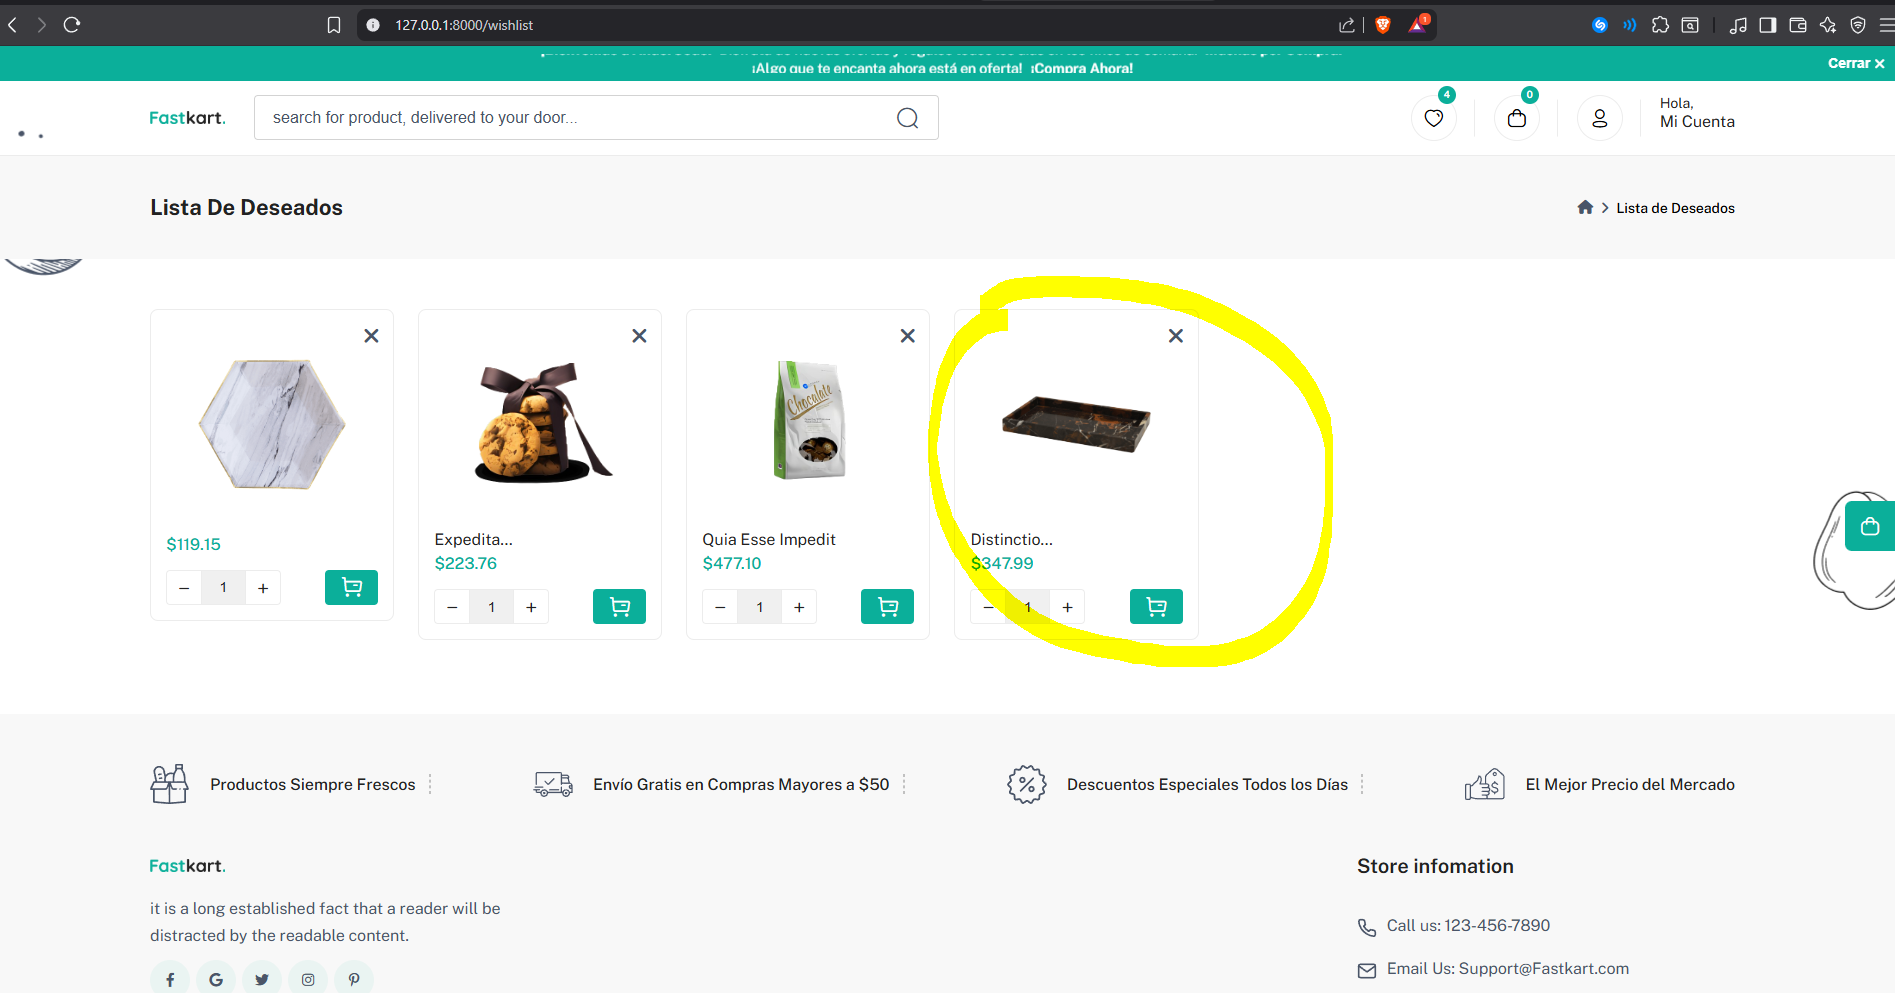 127.0.0.1:8000/wishlist
1
¡Algo que te encanta ahora está en oferta! ¡Compra Ahora!
Cerrar ✕
Fastkart.
search for product, delivered to your door...
4
0
Hola,
Mi Cuenta
Lista De Deseados
Lista de Deseados
Chocolate
$119.15
− 1 +
Expedita...
$223.76
− 1 +
Quia Esse Impedit
$477.10
− 1 +
Distinctio...
$347.99
− 1 +
Productos Siempre Frescos
Envío Gratis en Compras Mayores a $50
Descuentos Especiales Todos los Días
El Mejor Precio del Mercado
Fastkart.
it is a long established fact that a reader will be
distracted by the readable content.
Store infomation
Call us: 123-456-7890
Email Us: Support@Fastkart.com